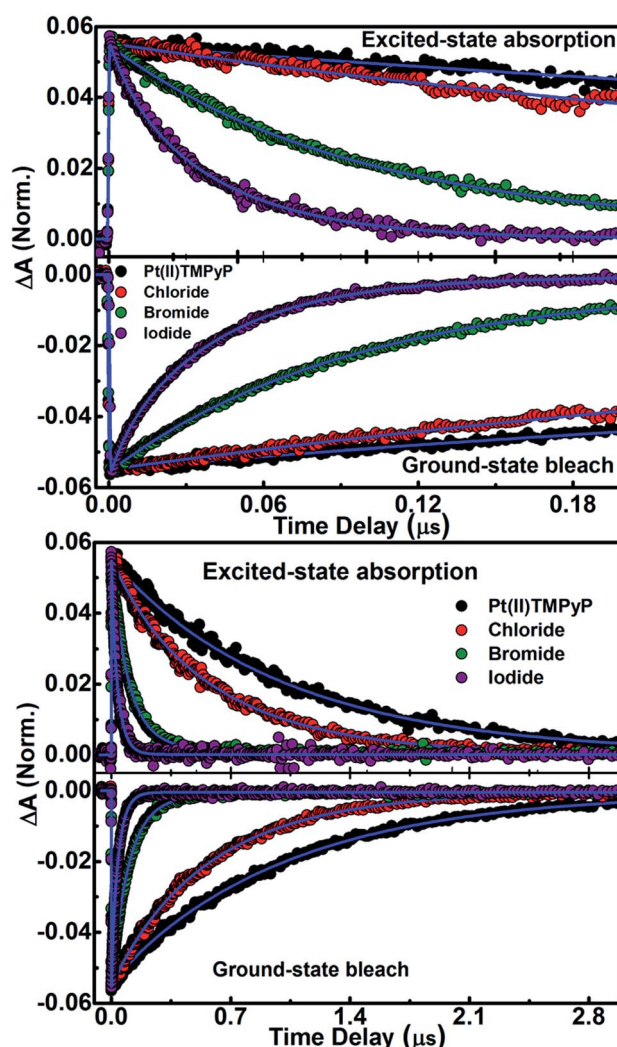 0.06
Excited-state absorption
0.04
0.02
0.00
ΔA (Norm.)
0.00
Pt(II)TMPyP
Chloride
-0.02
Bromide
Iodide
-0.04
Ground-state bleach
-0.06
0.00 0.06 0.12 0.18
Time Delay (μs)
0.06
Excited-state absorption
Pt(II)TMPyP
0.04
Chloride
Bromide
0.02
Iodide
0.00
ΔA (Norm.)
0.00
-0.02
-0.04
Ground-state bleach
-0.06
0.0 0.7 1.4 2.1 2.8
Time Delay (μs)
ΔA (Norm.)
ΔA (Norm.)